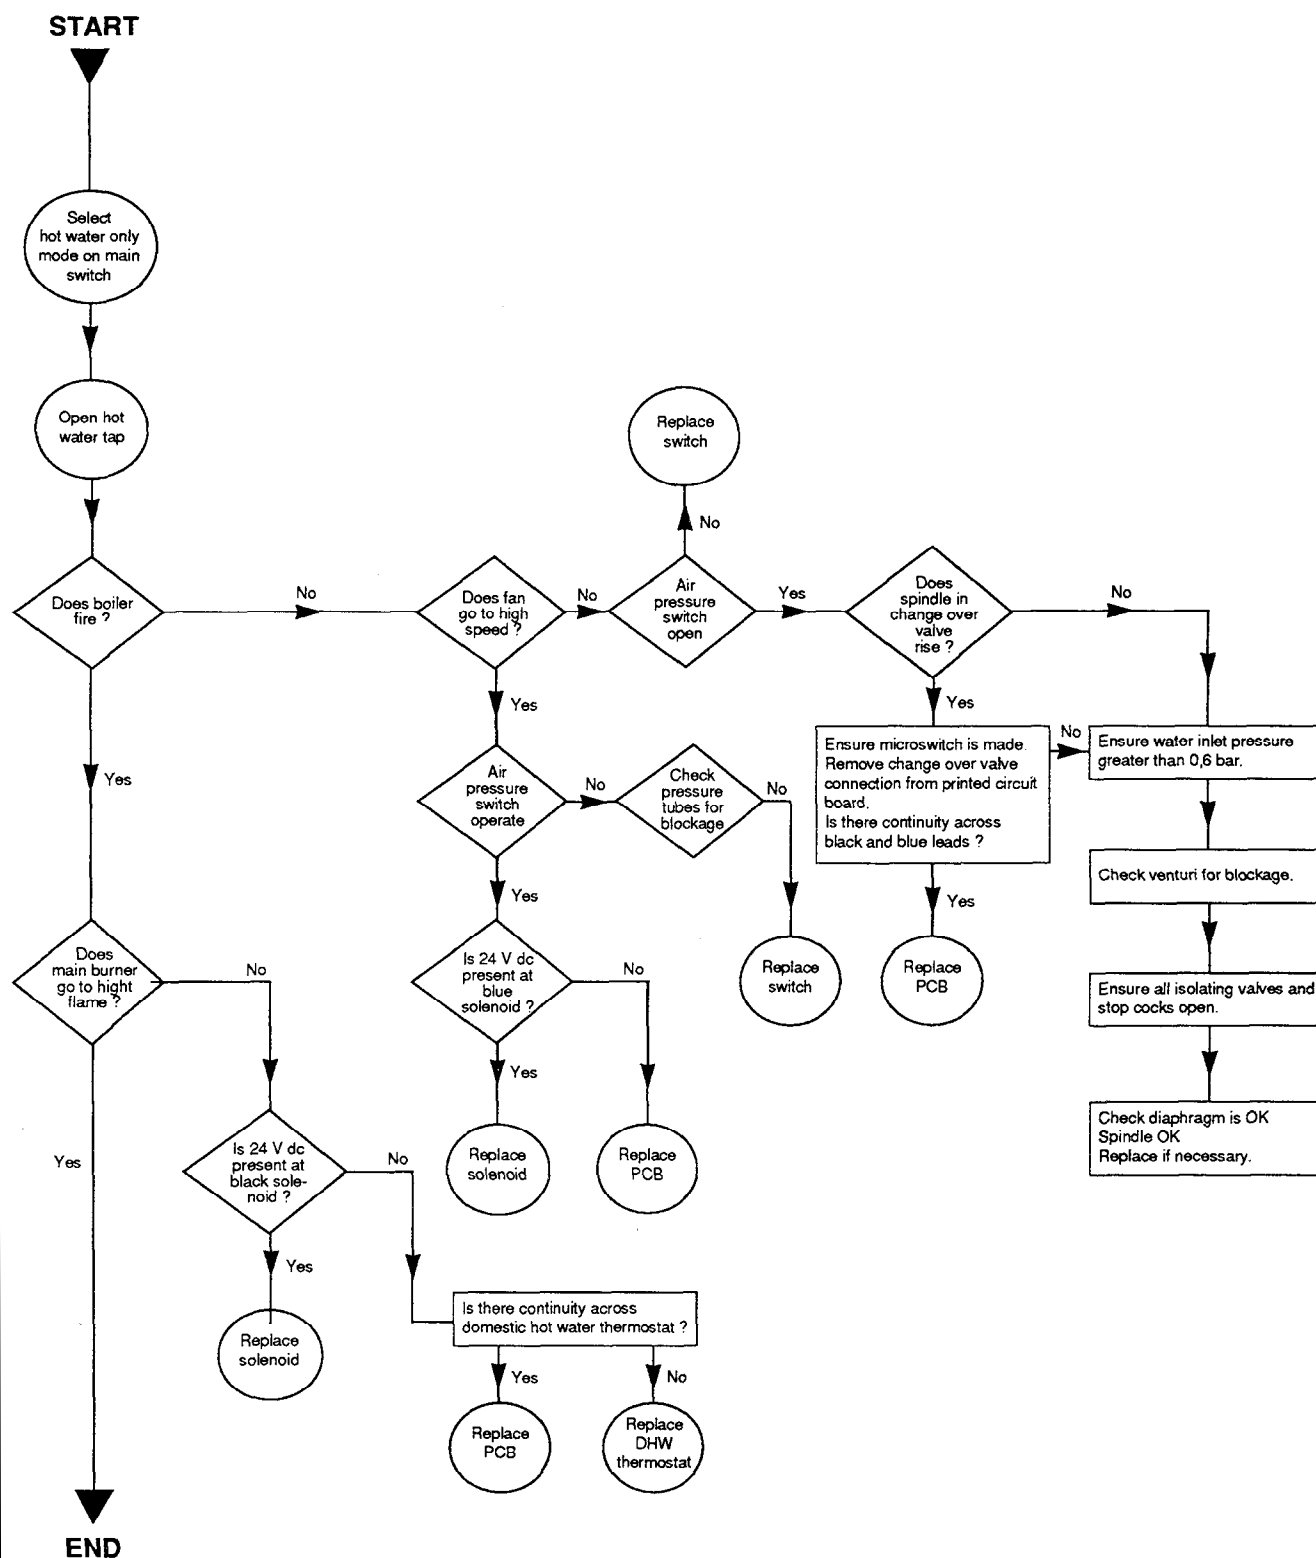 START
Select
hot water only
mode on main
switch
Open hot
water tap
Does boiler
fire ?
No
Does fan
go to high
speed ?
No
Air
pressure
switch
open
No
Replace
switch
Yes
Does
spindle in
change over
valve
rise ?
No
Yes
Yes
Yes
Air
pressure
switch
operate
No
Check
pressure
tubes for
blockage
No
Replace
switch
Ensure microswitch is made.
Remove change over valve
connection from printed circuit
board.
Is there continuity across
black and blue leads ?
No
Yes
Replace
PCB
Ensure water inlet pressure
greater than 0,6 bar.
Check venturi for blockage.
Ensure all isolating valves and
stop cocks open.
Check diaphragm is OK
Spindle OK
Replace if necessary.
Yes
Is 24 V dc
present at
blue
solenoid ?
No
Yes
Replace
solenoid
Replace
PCB
Does
main burner
go to hight
flame ?
No
Yes
Is 24 V dc
present at
black sole-
noid ?
No
Yes
Replace
solenoid
Is there continuity across
domestic hot water thermostat ?
Yes
No
Replace
PCB
Replace
DHW
thermostat
END